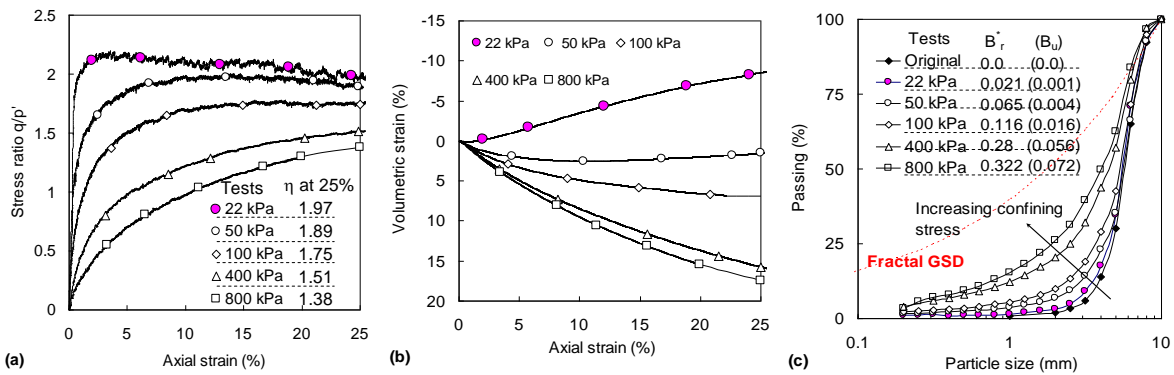 2.5
2
1.5
1
0.5
0
Stress ratio q/p'
Tests η at 25%
22 kPa 1.97
50 kPa 1.89
100 kPa 1.75
400 kPa 1.51
800 kPa 1.38
0 5 10 15 20 25
(a) Axial strain (%)
-15
-10
-5
0
5
10
15
20
Volumetric strain (%)
22 kPa 50 kPa 100 kPa
400 kPa 800 kPa
0 5 10 15 20 25
(b) Axial strain (%)
100
75
50
25
0
Passing (%)
Tests B*r (Bu)
Original 0.0 (0.0)
22 kPa 0.021 (0.001)
50 kPa 0.065 (0.004)
100 kPa 0.116 (0.016)
400 kPa 0.28 (0.056)
800 kPa 0.322 (0.072)
Increasing confining
stress
Fractal GSD
0.1 1 10
(c) Particle size (mm)